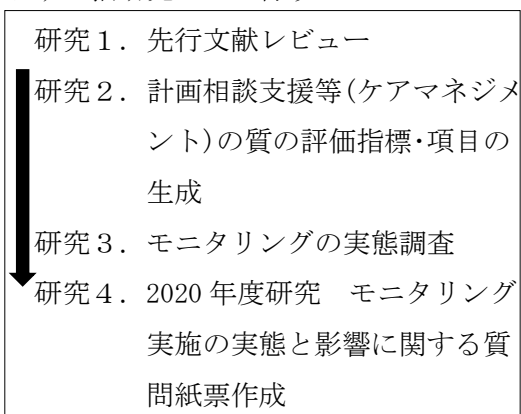 研究１．先行文献レビュー
研究２．計画相談支援等(ケアマネジメ
ント)の質の評価指標・項目の
生成
研究３．モニタリングの実態調査
研究４．2020 年度研究　モニタリング
実施の実態と影響に関する質
問紙票作成